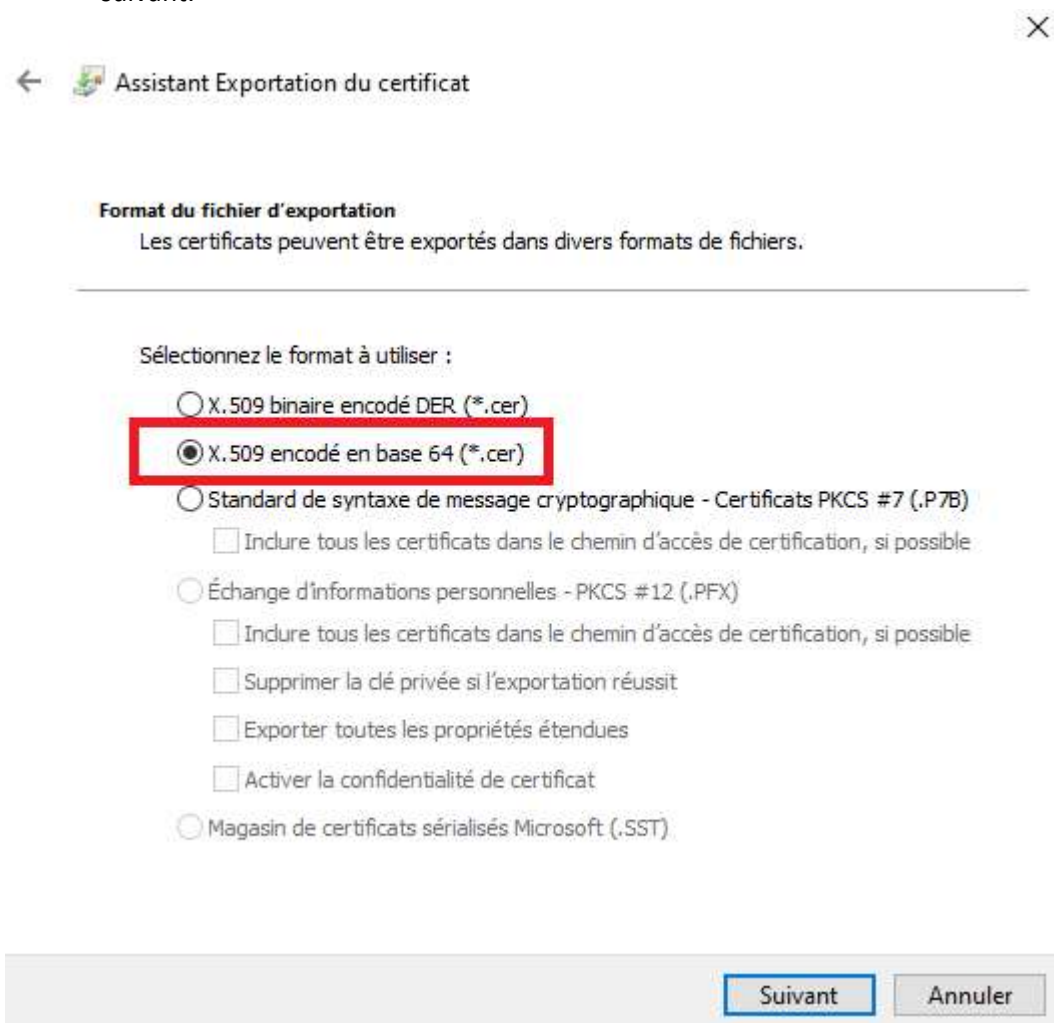 suivant.
Assistant Exportation du certificat
Format du fichier d'exportation
Les certificats peuvent être exportés dans divers formats de fichiers.
Sélectionnez le format à utiliser :
X.509 binaire encodé DER (*.cer)
X.509 encodé en base 64 (*.cer)
Standard de syntaxe de message cryptographique - Certificats PKCS #7 (.P7B)
Inclure tous les certificats dans le chemin d'accès de certification, si possible
Échange d'informations personnelles - PKCS #12 (.PFX)
Inclure tous les certificats dans le chemin d'accès de certification, si possible
Supprimer la clé privée si l'exportation réussit
Exporter toutes les propriétés étendues
Activer la confidentialité de certificat
Magasin de certificats sérialisés Microsoft (.SST)
Suivant Annuler